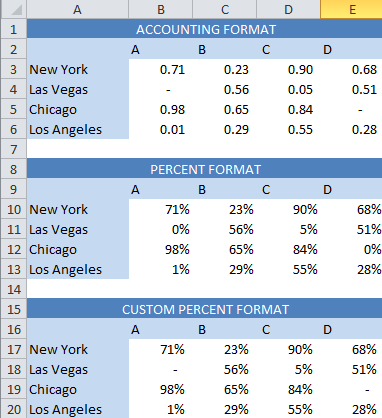 A B C D E
1 ACCOUNTING FORMAT
2 A B C D
3 New York 0.71 0.23 0.90 0.68
4 Las Vegas - 0.56 0.05 0.51
5 Chicago 0.98 0.65 0.84 -
6 Los Angeles 0.01 0.29 0.55 0.28
7
8 PERCENT FORMAT
9 A B C D
10 New York 71% 23% 90% 68%
11 Las Vegas 0% 56% 5% 51%
12 Chicago 98% 65% 84% 0%
13 Los Angeles 1% 29% 55% 28%
14
15 CUSTOM PERCENT FORMAT
16 A B C D
17 New York 71% 23% 90% 68%
18 Las Vegas - 56% 5% 51%
19 Chicago 98% 65% 84% -
20 Los Angeles 1% 29% 55% 28%